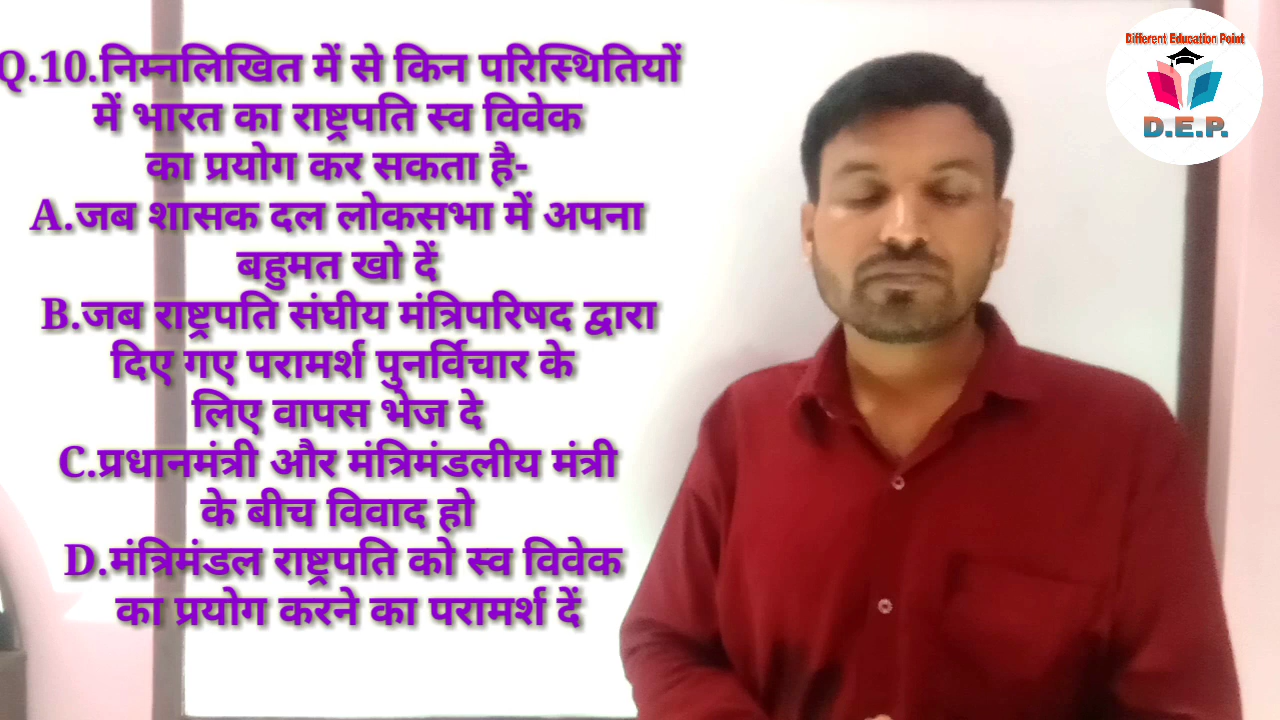 Q.10.निम्नलिखित में से किन परिस्थितियों
में भारत का राष्ट्रपति स्व विवेक
का प्रयोग कर सकता है-
A.जब शासक दल लोकसभा में अपना
बहुमत खो दें
B.जब राष्ट्रपति संघीय मंत्रिपरिषद द्वारा
दिए गए परामर्श पुनर्विचार के
लिए वापस भेज दे
C.प्रधानमंत्री और मंत्रिमंडलीय मंत्री
के बीच विवाद हो
D.मंत्रिमंडल राष्ट्रपति को स्व विवेक
का प्रयोग करने का परामर्श दें
Different Education Point
D.E.P.